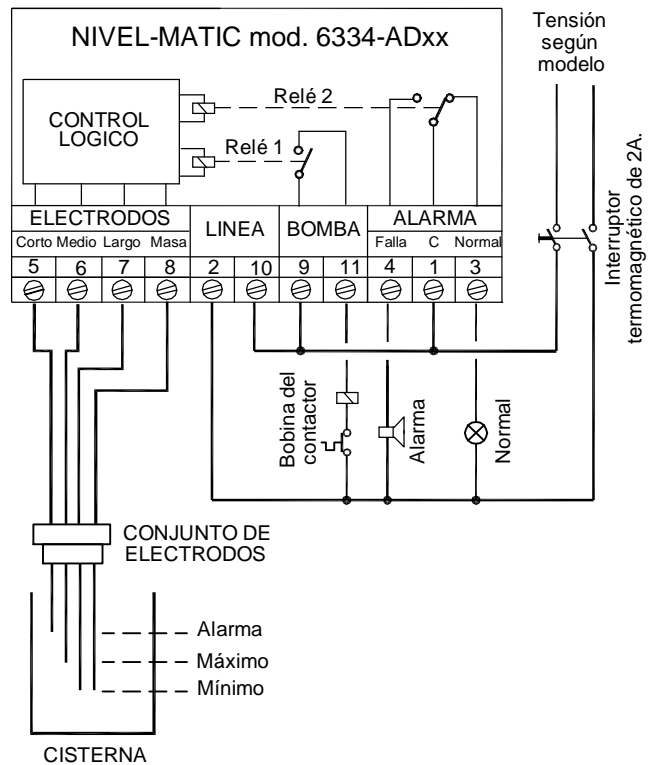 NIVEL-MATIC mod. 6334-ADxx
Tensión
según
modelo
CONTROL
LOGICO
Relé 2
Relé 1
ELECTRODOS
LINEA
BOMBA
ALARMA
Corto Medio Largo Masa
Falla C Normal
5 6 7 8 2 10 9 11 4 1 3
Interruptor
termomagnético de 2A.
Bobina del
contactor
Alarma
Normal
CONJUNTO DE
ELECTRODOS
Alarma
Máximo
Mínimo
CISTERNA